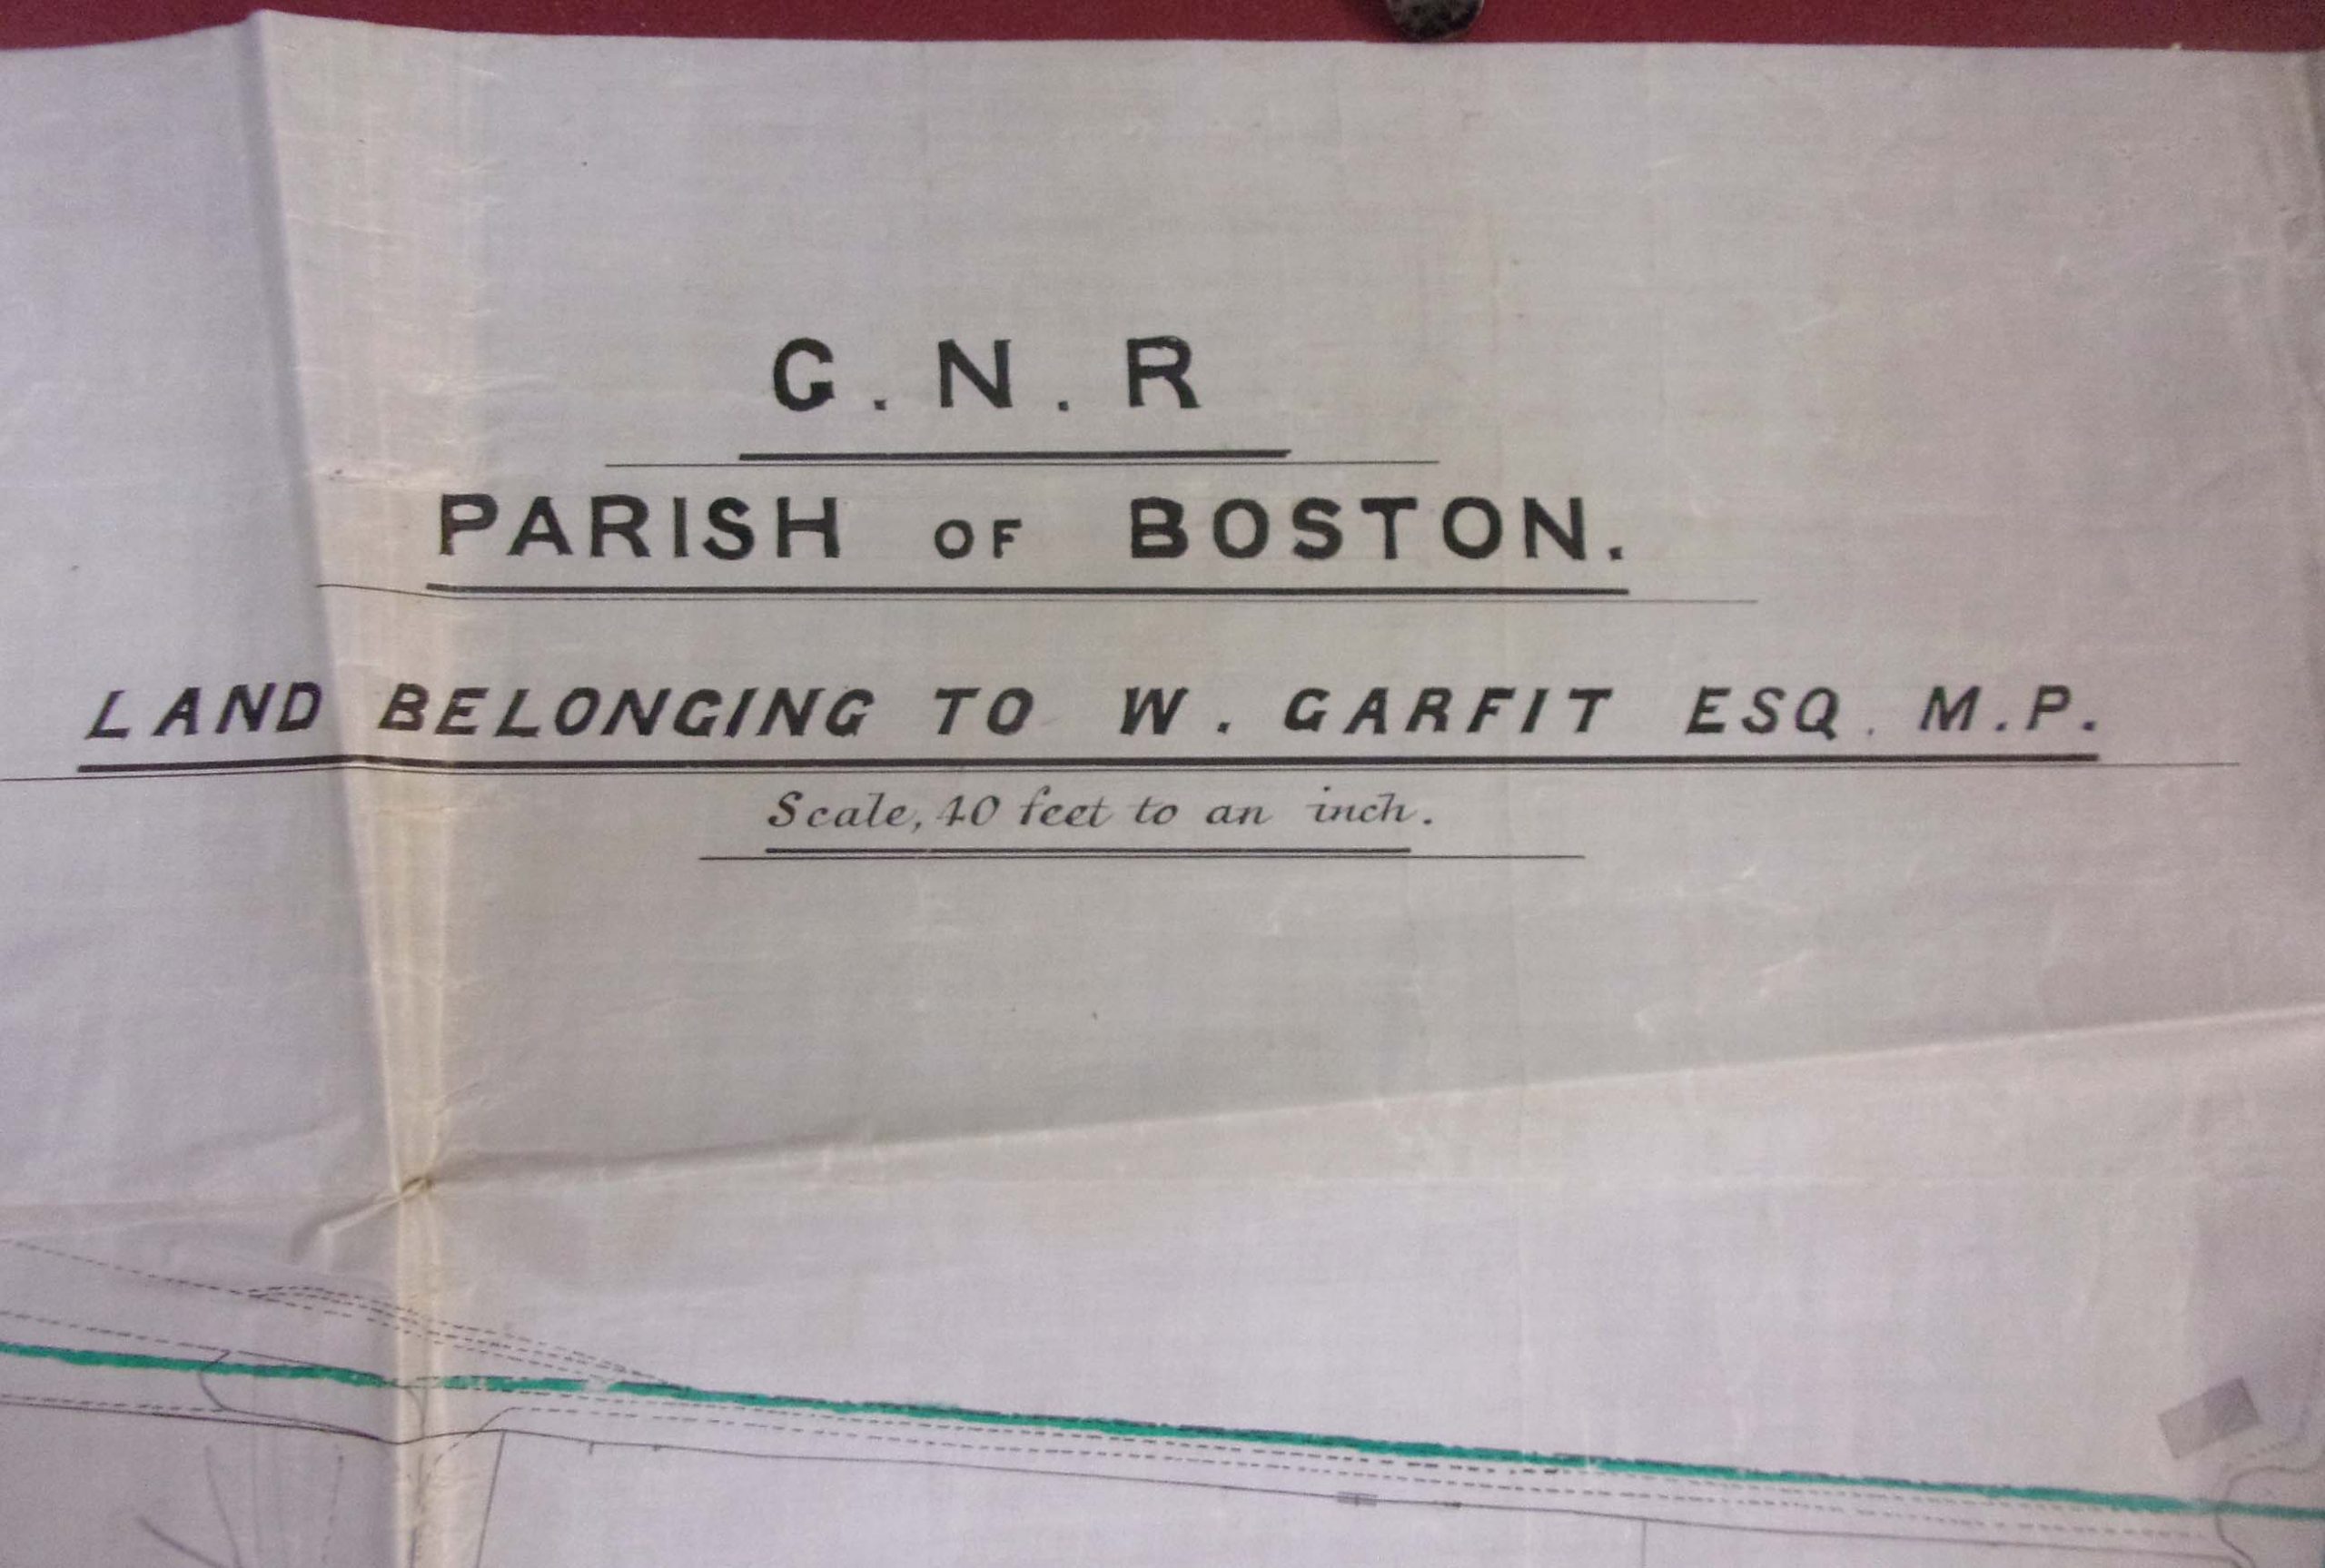 G. N. R
PARISH OF BOSTON.
LAND BELONGING TO W. GARFIT ESQ. M.P.
Scale, 40 feet to an inch.